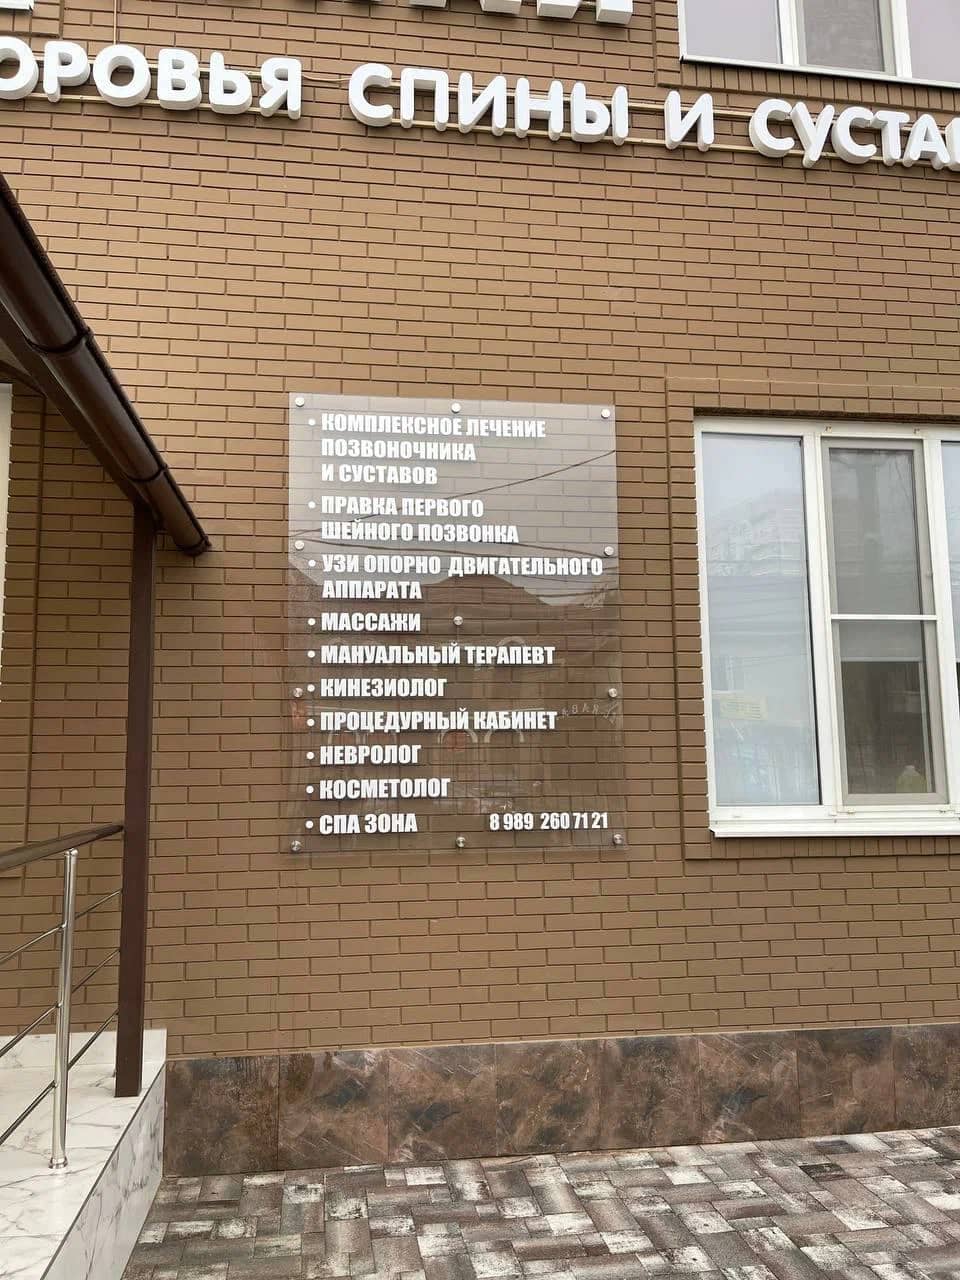 ОРОВЬЯ СПИНЫ И СУСТАВ
• КОМПЛЕКСНОЕ ЛЕЧЕНИЕ
ПОЗВОНОЧНИКА
И СУСТАВОВ
• ПРАВКА ПЕРВОГО
ШЕЙНОГО ПОЗВОНКА
• УЗИ ОПОРНО ДВИГАТЕЛЬНОГО
АППАРАТА
• МАССАЖИ
• МАНУАЛЬНЫЙ ТЕРАПЕВТ
• КИНЕЗИОЛОГ
• ПРОЦЕДУРНЫЙ КАБИНЕТ
• НЕВРОЛОГ
• КОСМЕТОЛОГ
• СПА ЗОНА 8 989 260 71 21